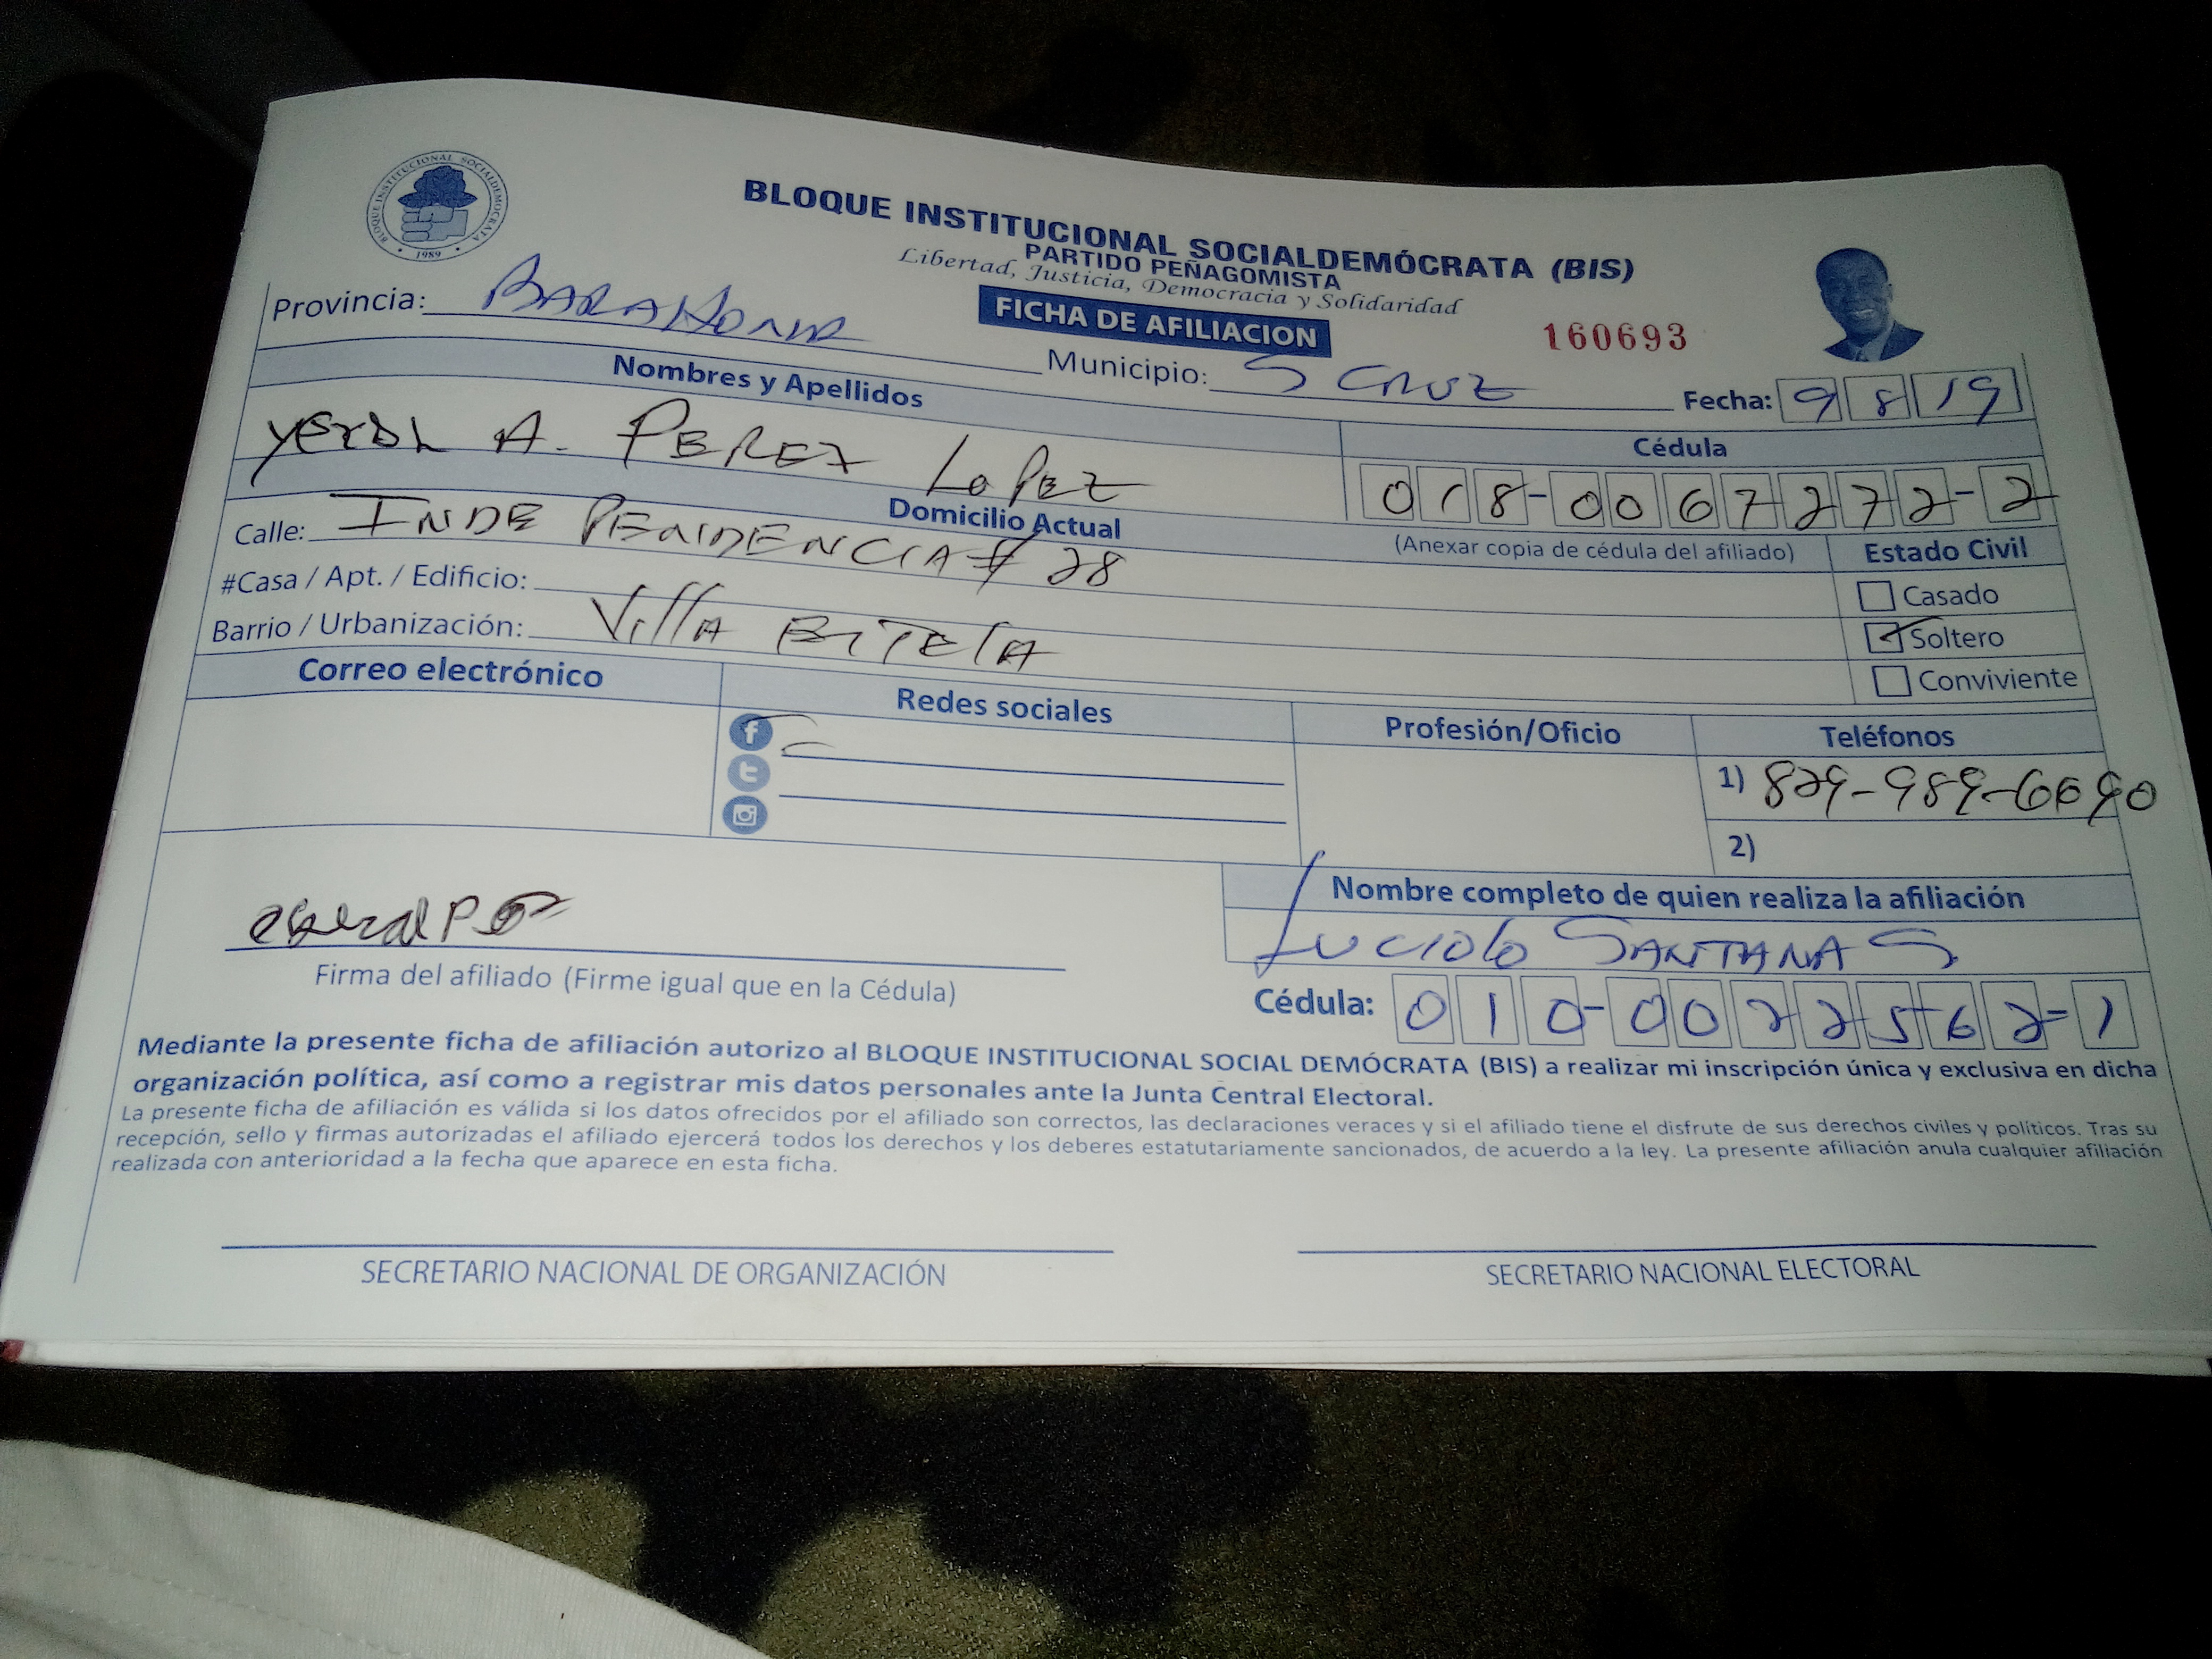 BLOQUE INSTITUCIONAL SOCIALDEMOCRATA
1989
BLOQUE INSTITUCIONAL SOCIALDEMÓCRATA (BIS)
PARTIDO PEÑAGOMISTA
Libertad, Justicia, Democracia y Solidaridad
FICHA DE AFILIACION
160693
Provincia: BARAHONA
Municipio: S CRUZ
Fecha: 9 8 19
Nombres y Apellidos
A. PEREZ LOPEZ
Cédula
018-0067272-2
Domicilio Actual
(Anexar copia de cédula del afiliado)
Estado Civil
Calle: INDEPENDENCIA # 28
#Casa / Apt. / Edificio:
Barrio / Urbanización: Villa
Casado
Soltero
Conviviente
Correo electrónico
Redes sociales
Profesión/Oficio
Teléfonos
1) 829-989-6690
2)
Nombre completo de quien realiza la afiliación
SANTANA S
Firma del afiliado (Firme igual que en la Cédula)
Cédula: 010-0022562-1
Mediante la presente ficha de afiliación autorizo al BLOQUE INSTITUCIONAL SOCIAL DEMÓCRATA (BIS) a realizar mi inscripción única y exclusiva en dicha
organización política, así como a registrar mis datos personales ante la Junta Central Electoral.
La presente ficha de afiliación es válida si los datos ofrecidos por el afiliado son correctos, las declaraciones veraces y si el afiliado tiene el disfrute de sus derechos civiles y políticos. Tras su
recepción, sello y firmas autorizadas el afiliado ejercerá todos los derechos y los deberes estatutariamente sancionados, de acuerdo a la ley. La presente afiliación anula cualquier afiliación
realizada con anterioridad a la fecha que aparece en esta ficha.
SECRETARIO NACIONAL DE ORGANIZACIÓN
SECRETARIO NACIONAL ELECTORAL